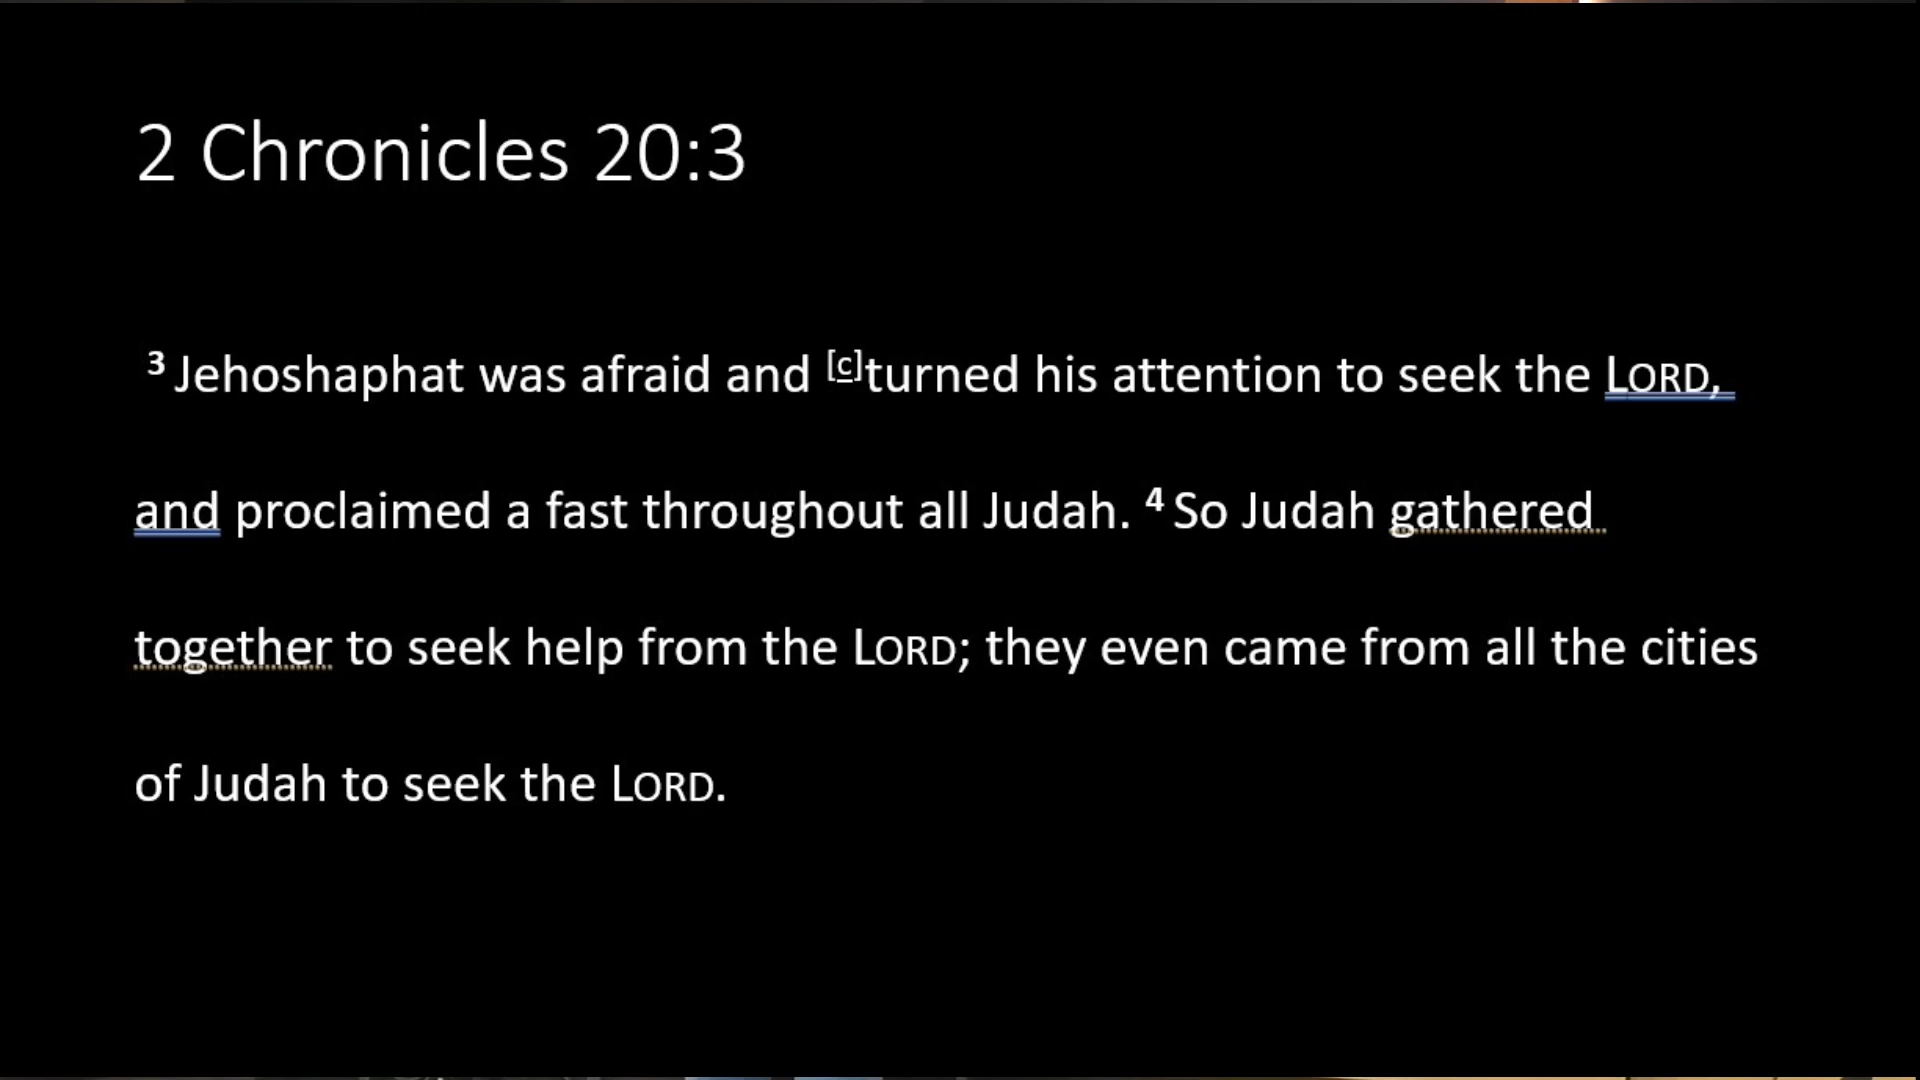 2 Chronicles 20:3
3 Jehoshaphat was afraid and [c]turned his attention to seek the LORD,
and proclaimed a fast throughout all Judah. 4 So Judah gathered
together to seek help from the LORD; they even came from all the cities
of Judah to seek the LORD.